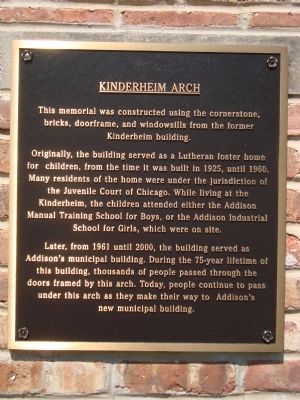 KINDERHEIM ARCH
This memorial was constructed using the cornerstone,
bricks, doorframe, and windowsills from the former
Kinderheim building.
Originally, the building served as a Lutheran foster home
for children, from the time it was built in 1925, until 1960.
Many residents of the home were under the jurisdiction of
the Juvenile Court of Chicago. While living at the
Kinderheim, the children attended either the Addison
Manual Training School for Boys, or the Addison Industrial
School for Girls, which were on site.
Later, from 1961 until 2000, the building served as
Addison's municipal building. During the 75-year lifetime of
this building, thousands of people passed through the
doors framed by this arch. Today, people continue to pass
under this arch as they make their way to Addison's
new municipal building.